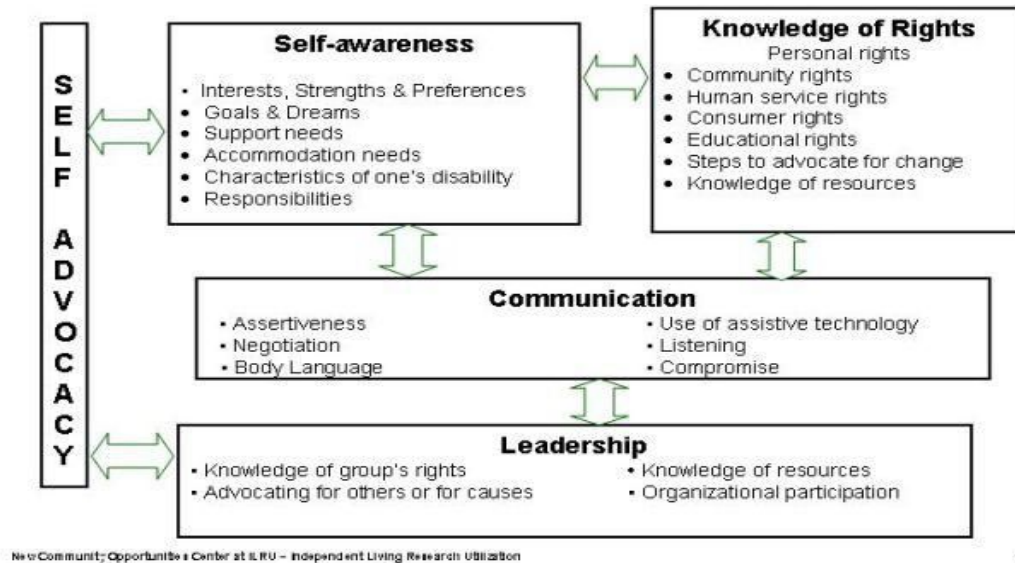 SELF ADVOCACY
Self-awareness
• Interests, Strengths & Preferences
• Goals & Dreams
• Support needs
• Accommodation needs
• Characteristics of one's disability
• Responsibilities
Knowledge of Rights
Personal rights
• Community rights
• Human service rights
• Consumer rights
• Educational rights
• Steps to advocate for change
• Knowledge of resources
Communication
• Assertiveness
• Negotiation
• Body Language
• Use of assistive technology
• Listening
• Compromise
Leadership
• Knowledge of group's rights
• Advocating for others or for causes
• Knowledge of resources
• Organizational participation
New Community Opportunities Center at ILRU – Independent Living Research Utilization